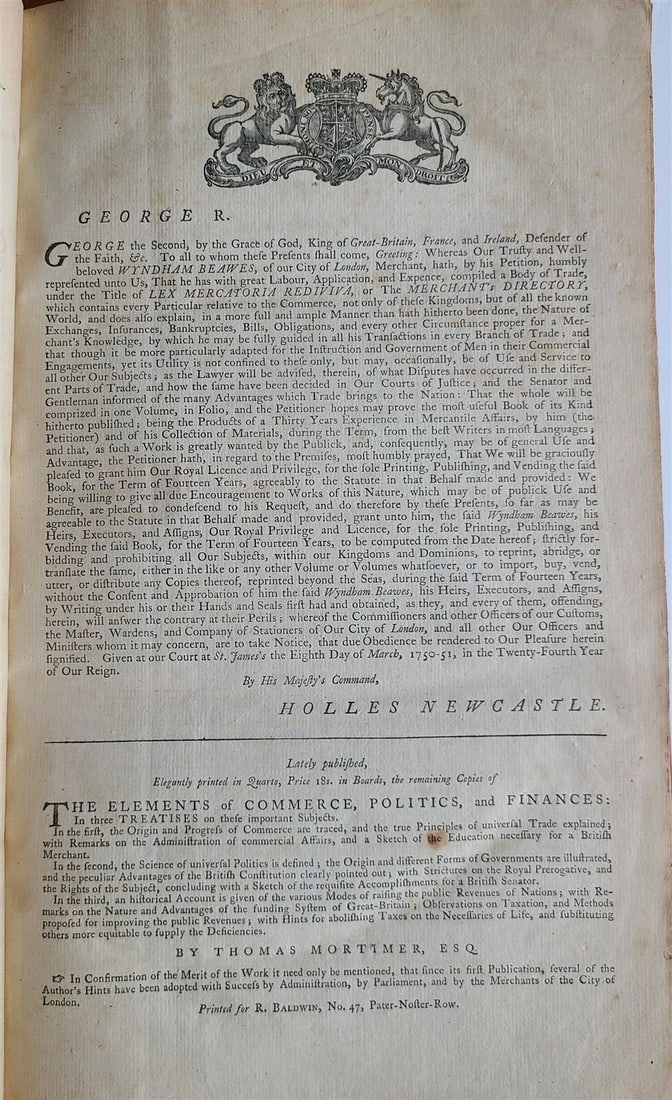 DIEU ET MON DROIT
GEORGE R.
GEORGE the Second, by the Grace of God, King of Great-Britain, France, and Ireland, Defender of
the Faith, &c. To all to whom theſe Preſents ſhall come, Greeting: Whereas Our Truſty and Well-
beloved WYNDHAM BEAWES, of our City of London, Merchant, hath, by his Petition, humbly
repreſented unto Us, That he has with great Labour, Application, and Expence, compiled a Body of Trade,
under the Title of LEX MERCATORIA REDIVIVA, or The MERCHANT's DIRECTORY,
which contains every Particular relative to the Commerce, not only of theſe Kingdoms, but of all the known
World, and does alſo explain, in a more full and ample Manner than hath hitherto been done, the Nature of
Exchanges, Inſurances, Bankruptcies, Bills, Obligations, and every other Circumſtance proper for a Mer-
chant's Knowledge, by which he may be fully guided in all his Tranſactions in every Branch of Trade; and
that though it be more particularly adapted for the Inſtruction and Government of Men in their Commercial
Engagements, yet its Utility is not confined to theſe only, but may, occaſionally, be of Uſe and Service to
all other Our Subjects; as the Lawyer will be adviſed, therein, of what Diſputes have occurred in the differ-
ent Parts of Trade, and how the ſame have been decided in Our Courts of Juſtice; and the Senator and
Gentleman informed of the many Advantages which Trade brings to the Nation: That the whole will be
comprized in one Volume, in Folio, and the Petitioner hopes may prove the moſt uſeful Book of its Kind
hitherto publiſhed; being the Products of a Thirty Years Experience in Mercantile Affairs, by him (the
Petitioner) and of his Collection of Materials, during the Term, from the beſt Writers in moſt Languages;
and that, as ſuch a Work is greatly wanted by the Publick, and, conſequently, may be of general Uſe and
Advantage, the Petitioner hath, in regard to the Premiſes, moſt humbly prayed, That We will be graciouſly
pleaſed to grant him Our Royal Licence and Privilege, for the ſole Printing, Publiſhing, and Vending the ſaid
Book, for the Term of Fourteen Years, agreeably to the Statute in that Behalf made and provided: We
being willing to give all due Encouragement to Works of this Nature, which may be of publick Uſe and
Benefit, are pleaſed to condeſcend to his Requeſt, and do therefore by theſe Preſents, ſo far as may be
agreeable to the Statute in that Behalf made and provided, grant unto him, the ſaid Wyndham Beawes, his
Heirs, Executors, and Aſſigns, Our Royal Privilege and Licence, for the ſole Printing, Publiſhing, and
Vending the ſaid Book, for the Term of Fourteen Years, to be computed from the Date hereof; ſtrictly for-
bidding and prohibiting all Our Subjects, within our Kingdoms and Dominions, to reprint, abridge, or
tranſlate the ſame, either in the like or any other Volume or Volumes whatſoever, or to import, buy, vend,
utter, or diſtribute any Copies thereof, reprinted beyond the Seas, during the ſaid Term of Fourteen Years,
without the Conſent and Approbation of him the ſaid Wyndham Beawes, his Heirs, Executors, and Aſſigns,
by Writing under his or their Hands and Seals firſt had and obtained, as they, and every of them, offending,
herein, will anſwer the contrary at their Perils; whereof the Commiſſioners and other Officers of our Cuſtoms,
the Maſter, Wardens, and Company of Stationers of Our City of London, and all other Our Officers and
Miniſters whom it may concern, are to take Notice, that due Obedience be rendered to Our Pleaſure herein
ſignified. Given at our Court at St. James's the Eighth Day of March, 1750-51, in the Twenty-Fourth Year
of Our Reign.
By His Majeſty's Command,
HOLLES NEWCASTLE.
Lately publiſhed,
Elegantly printed in Quarto, Price 18s. in Boards, the remaining Copies of
THE ELEMENTS of COMMERCE, POLITICS, and FINANCES:
In three TREATISES on theſe important Subjects.
In the firſt, the Origin and Progreſs of Commerce are traced, and the true Principles of univerſal Trade explained;
with Remarks on the Adminiſtration of commercial Affairs, and a Sketch of the Education neceſſary for a Britiſh
Merchant.
In the ſecond, the Science of univerſal Politics is defined; the Origin and different Forms of Governments are illuſtrated,
and the peculiar Advantages of the Britiſh Conſtitution clearly pointed out; with Strictures on the Royal Prerogative, and
the Rights of the Subject, concluding with a Sketch of the requiſite Accompliſhments for a Britiſh Senator.
In the third, an hiſtorical Account is given of the various Modes of raiſing the public Revenues of Nations; with Re-
marks on the Nature and Advantages of the funding Syſtem of Great-Britain; Obſervations on Taxation, and Methods
propoſed for improving the public Revenues; with Hints for aboliſhing Taxes on the Neceſſaries of Life, and ſubſtituting
others more equitable to ſupply the Deficiencies.
BY THOMAS MORTIMER, ESQ.
☞ In Confirmation of the Merit of the Work it need only be mentioned, that ſince its firſt Publication, ſeveral of the
Author's Hints have been adopted with Succeſs by Adminiſtration, by Parliament, and by the Merchants of the City of
London.
Printed for R. BALDWIN, No. 47, Pater-Noſter-Row.